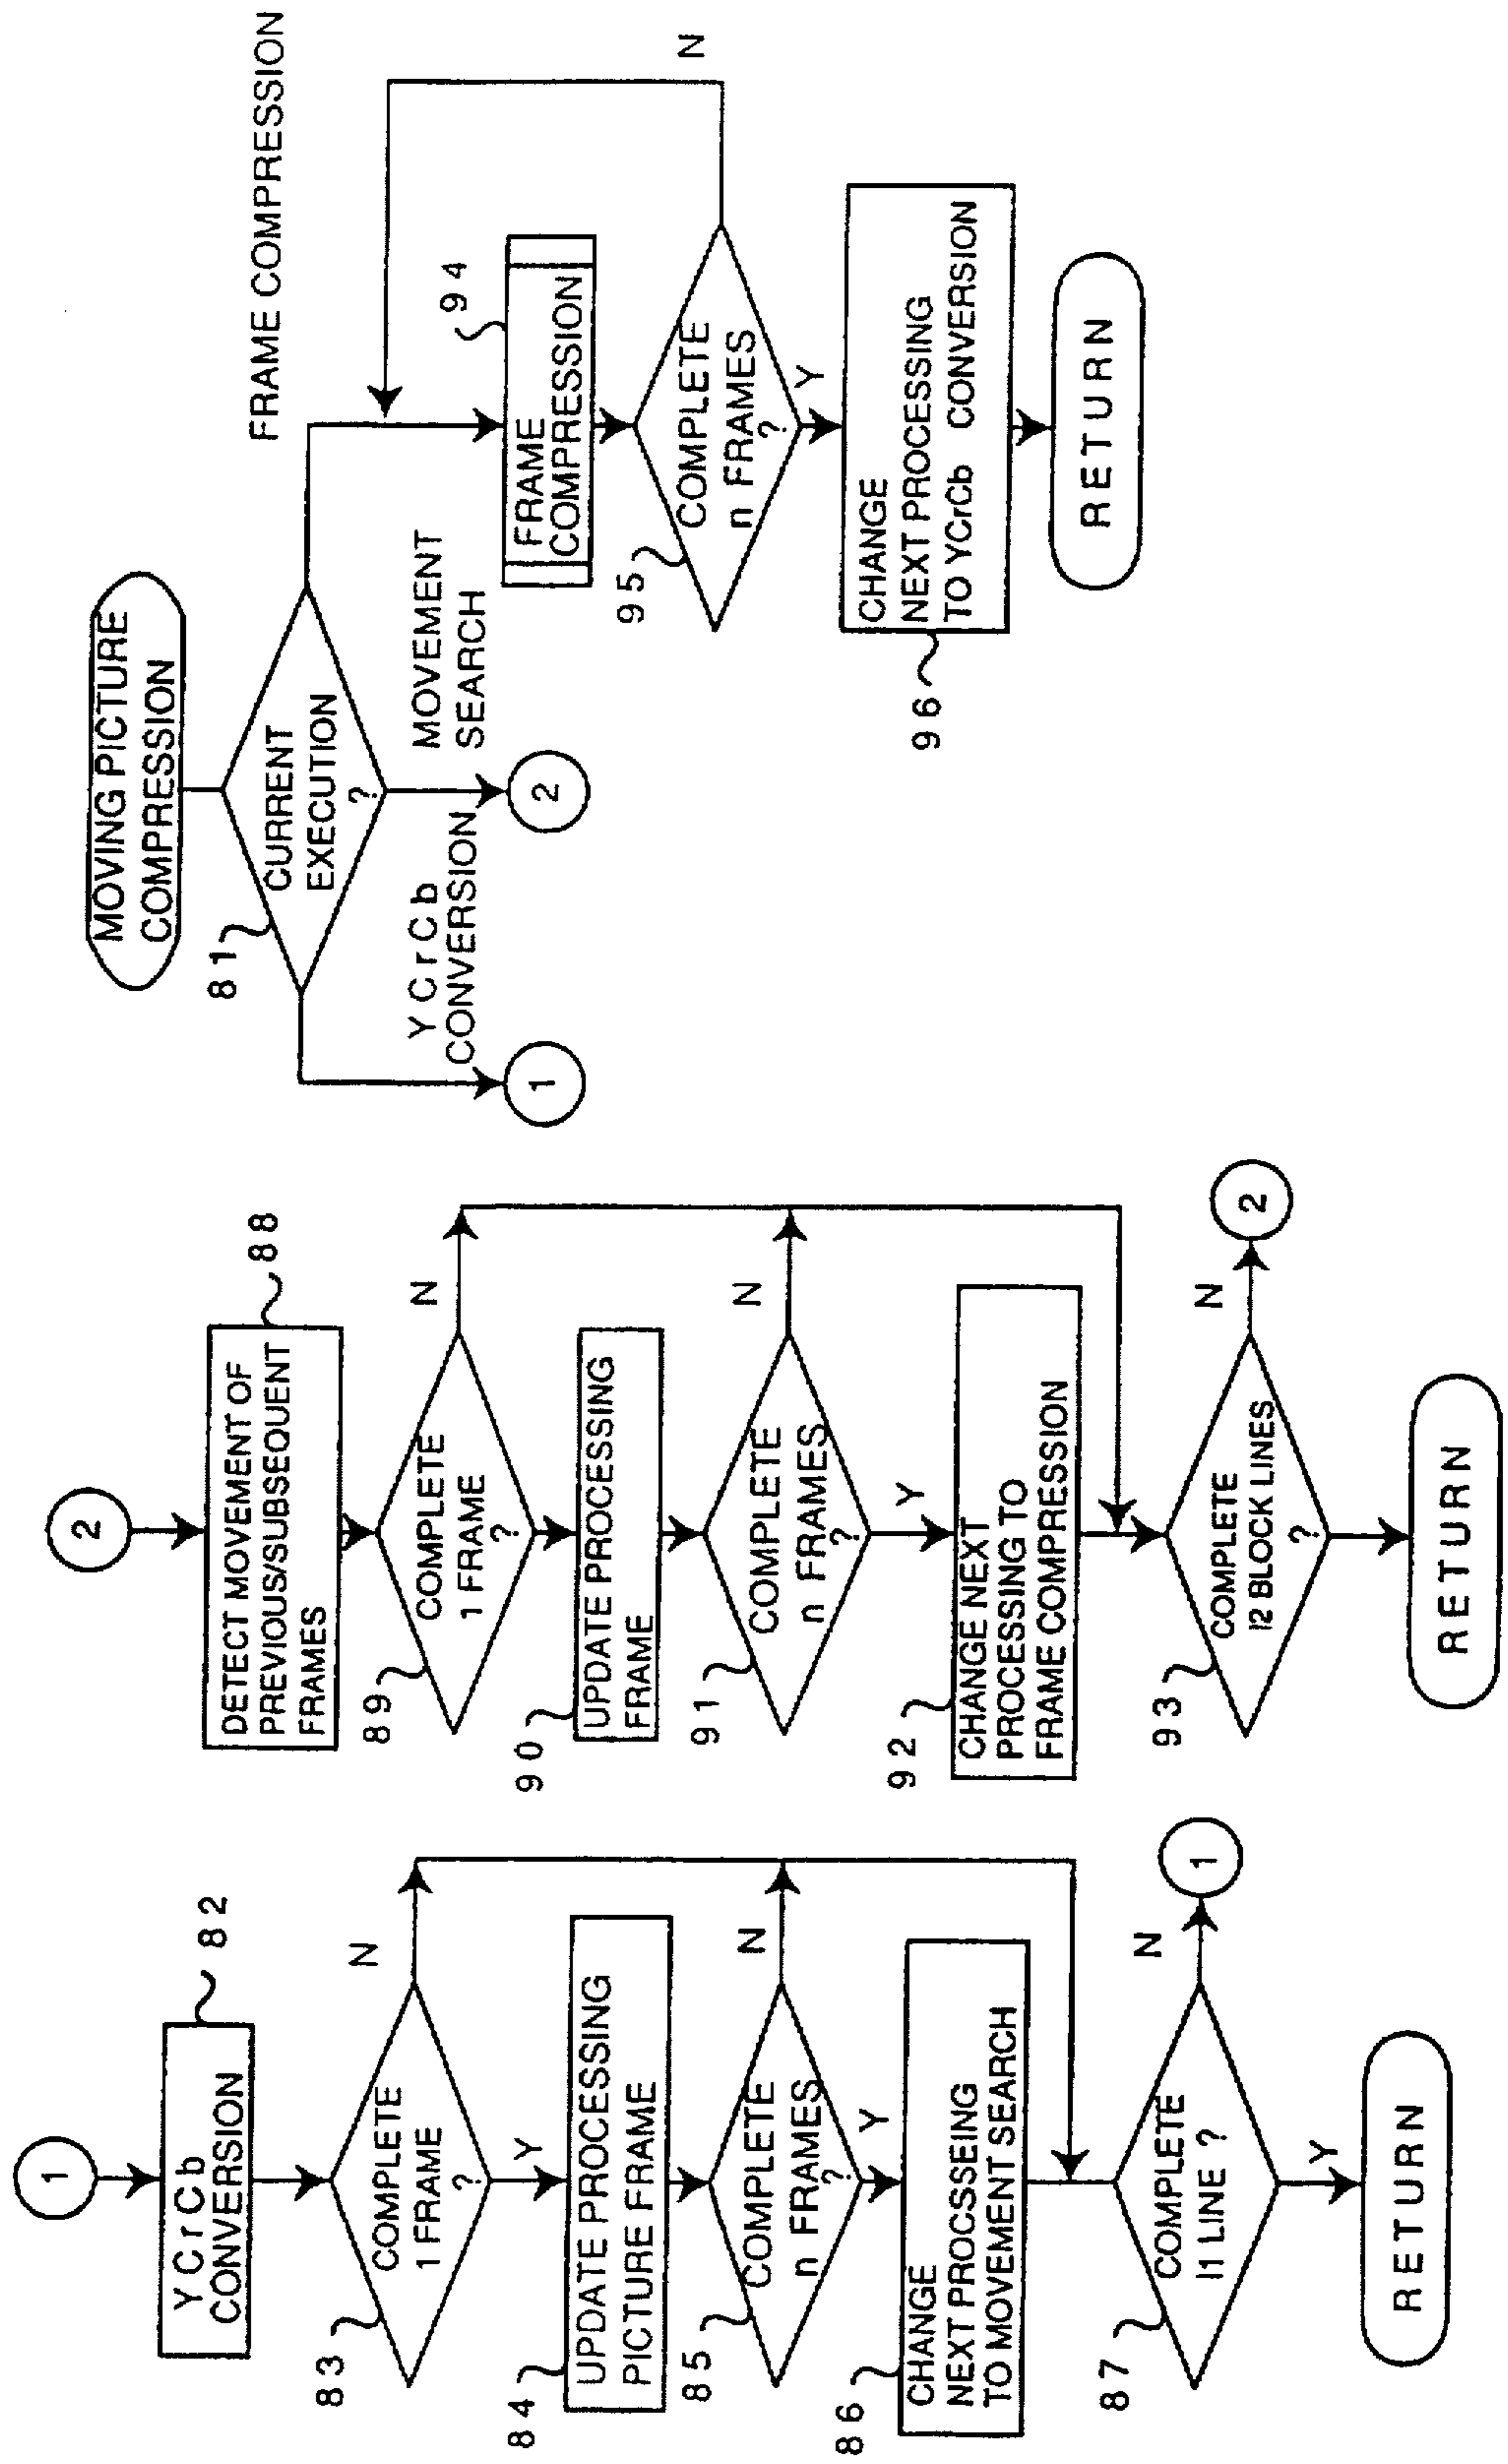 MOVING PICTURE
COMPRESSION
81
CURRENT
EXECUTION
?
FRAME COMPRESSION
MOVEMENT
SEARCH
YCrCb
CONVERSION
1
2
94
FRAME
COMPRESSION
N
95
COMPLETE
n FRAMES
?
Y
96
CHANGE
NEXT PROCESSING
TO YCrCb CONVERSION
RETURN
2
88
DETECT MOVEMENT OF
PREVIOUS/SUBSEQUENT
FRAMES
89
COMPLETE
1 FRAME
?
N
90
UPDATE PROCESSING
FRAME
91
COMPLETE
n FRAMES
?
N
Y
92
CHANGE NEXT
PROCESSING TO
FRAME COMPRESSION
93
COMPLETE
l2 BLOCK LINES
?
N
2
RETURN
1
82
YCrCb
CONVERSION
83
COMPLETE
1 FRAME
?
N
Y
84
UPDATE PROCESSING
PICTURE FRAME
85
COMPLETE
n FRAMES
?
N
Y
86
CHANGE
NEXT PROCSSEING
TO MOVEMENT SEARCH
87
COMPLETE
l1 LINE ?
N
1
Y
RETURN